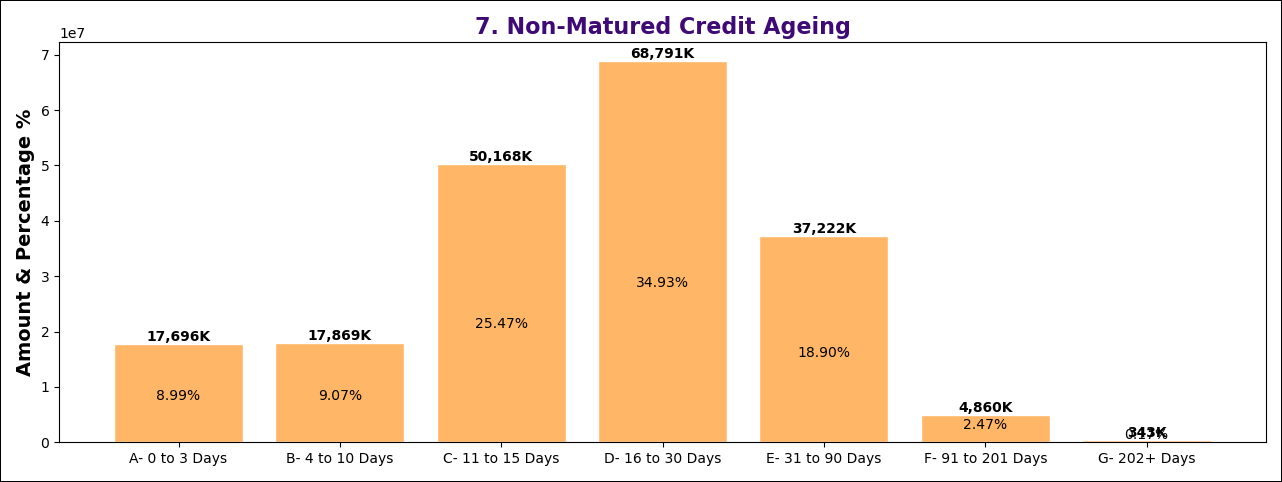 7. Non-Matured Credit Ageing
1e7
Amount & Percentage %
7
6
5
4
3
2
1
0
17,696K
8.99%
17,869K
9.07%
50,168K
25.47%
68,791K
34.93%
37,222K
18.90%
4,860K
2.47%
343K
0.17%
A- 0 to 3 Days
B- 4 to 10 Days
C- 11 to 15 Days
D- 16 to 30 Days
E- 31 to 90 Days
F- 91 to 201 Days
G- 202+ Days